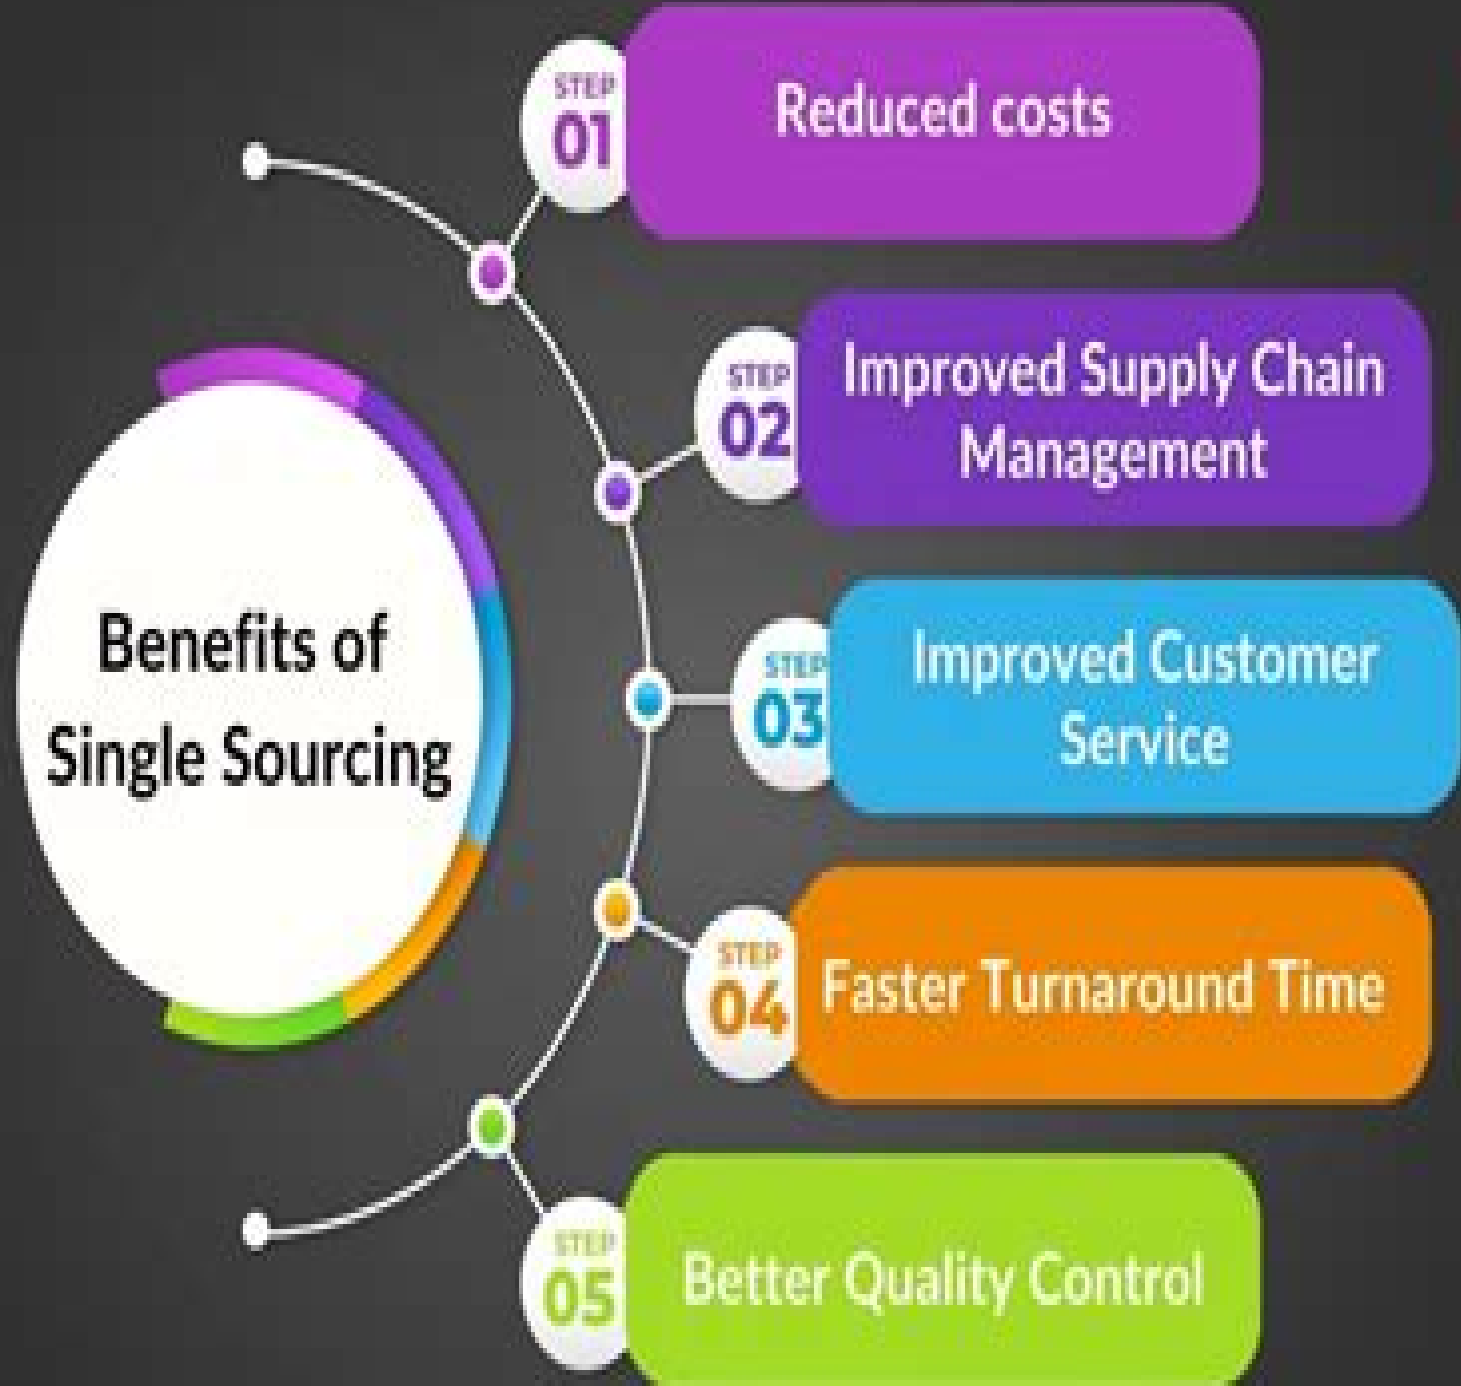 STEP
01
Reduced costs
STEP
02
Improved Supply Chain
Management
Benefits of
Single Sourcing
STEP
03
Improved Customer
Service
STEP
04
Faster Turnaround Time
STEP
05
Better Quality Control